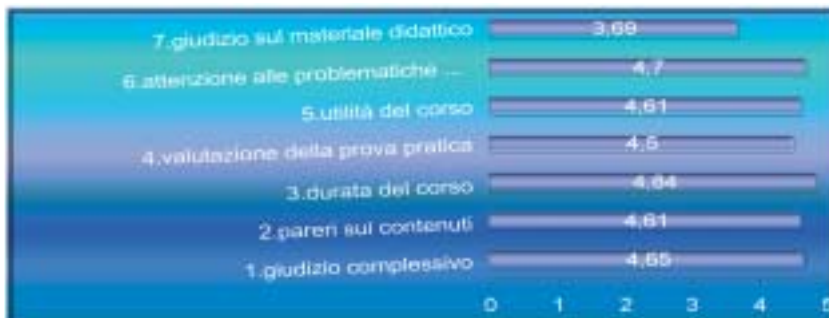 7.giudizio sul materiale didattico 3,69
6.attenzione alle problematiche ... 4,7
5.utilità del corso 4,61
4.valutazione della prova pratica 4,5
3.durata del corso 4,84
2.pareri sui contenuti 4,61
1.giudizio complessivo 4,65
0 1 2 3 4 5